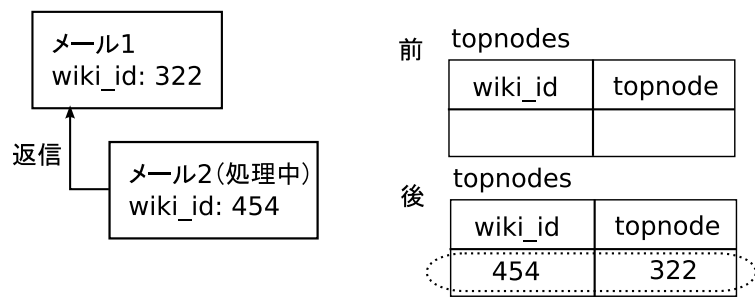 メール1
wiki_id: 322
返信
メール2(処理中)
wiki_id: 454
前
topnodes
wiki_id topnode
後
topnodes
wiki_id topnode
454 322